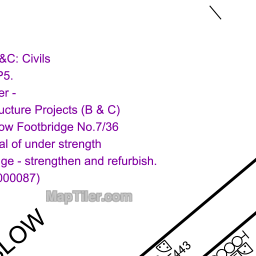 &C: Civils
P5.
er -
ucture Projects (B & C)
ow Footbridge No.7/36
al of under strength
ge - strengthen and refurbish.
000087)
MapTiler.com
SLOW
443